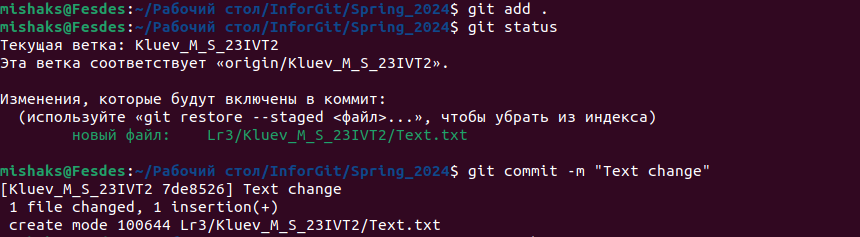 mishaks@Fesdes:~/Рабочий стол/InforGit/Spring_2024$ git add .
mishaks@Fesdes:~/Рабочий стол/InforGit/Spring_2024$ git status
Текущая ветка: Kluev_M_S_23IVT2
Эта ветка соответствует «origin/Kluev_M_S_23IVT2».
Изменения, которые будут включены в коммит:
(используйте «git restore --staged <файл>...», чтобы убрать из индекса)
новый файл:    Lr3/Kluev_M_S_23IVT2/Text.txt
mishaks@Fesdes:~/Рабочий стол/InforGit/Spring_2024$ git commit -m "Text change"
[Kluev_M_S_23IVT2 7de8526] Text change
1 file changed, 1 insertion(+)
create mode 100644 Lr3/Kluev_M_S_23IVT2/Text.txt